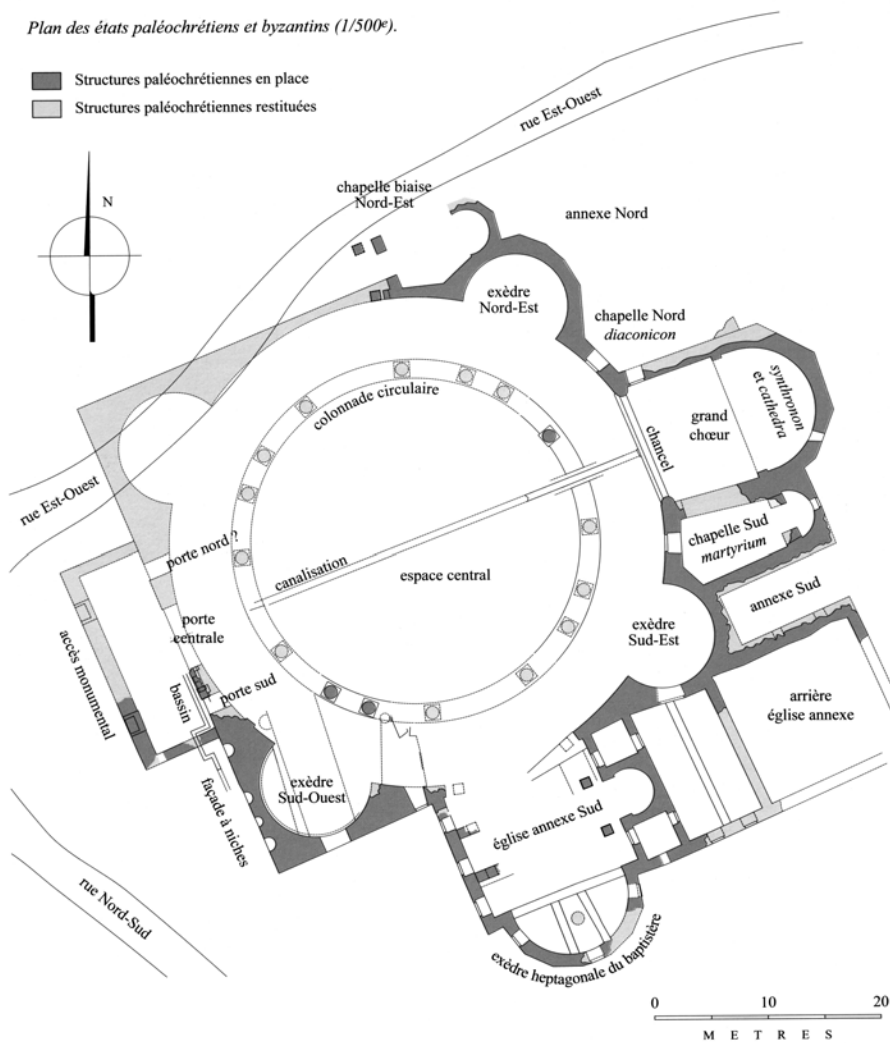 Plan des états paléochrétiens et byzantins (1/500e).
Structures paléochrétiennes en place
Structures paléochrétiennes restituées
N
rue Est-Ouest
chapelle biaise
Nord-Est
annexe Nord
exèdre
Nord-Est
chapelle Nord
diaconicon
colonnade circulaire
grand
chœur
synthronon
et cathedra
chancel
rue Est-Ouest
porte nord ?
canalisation
espace central
chapelle Sud
martyrium
annexe Sud
porte
centrale
exèdre
Sud-Est
accès monumental
bassin
porte sud
arrière
église annexe
exèdre
Sud-Ouest
façade à niches
église annexe Sud
rue Nord-Sud
exèdre heptagonale du baptistère
0 10 20
METRES